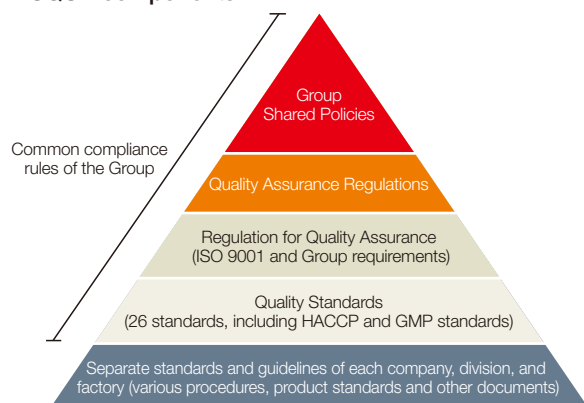 Group
Shared Policies
Common compliance
rules of the Group
Quality Assurance Regulations
Regulation for Quality Assurance
(ISO 9001 and Group requirements)
Quality Standards
(26 standards, including HACCP and GMP standards)
Separate standards and guidelines of each company, division, and
factory (various procedures, product standards and other documents)